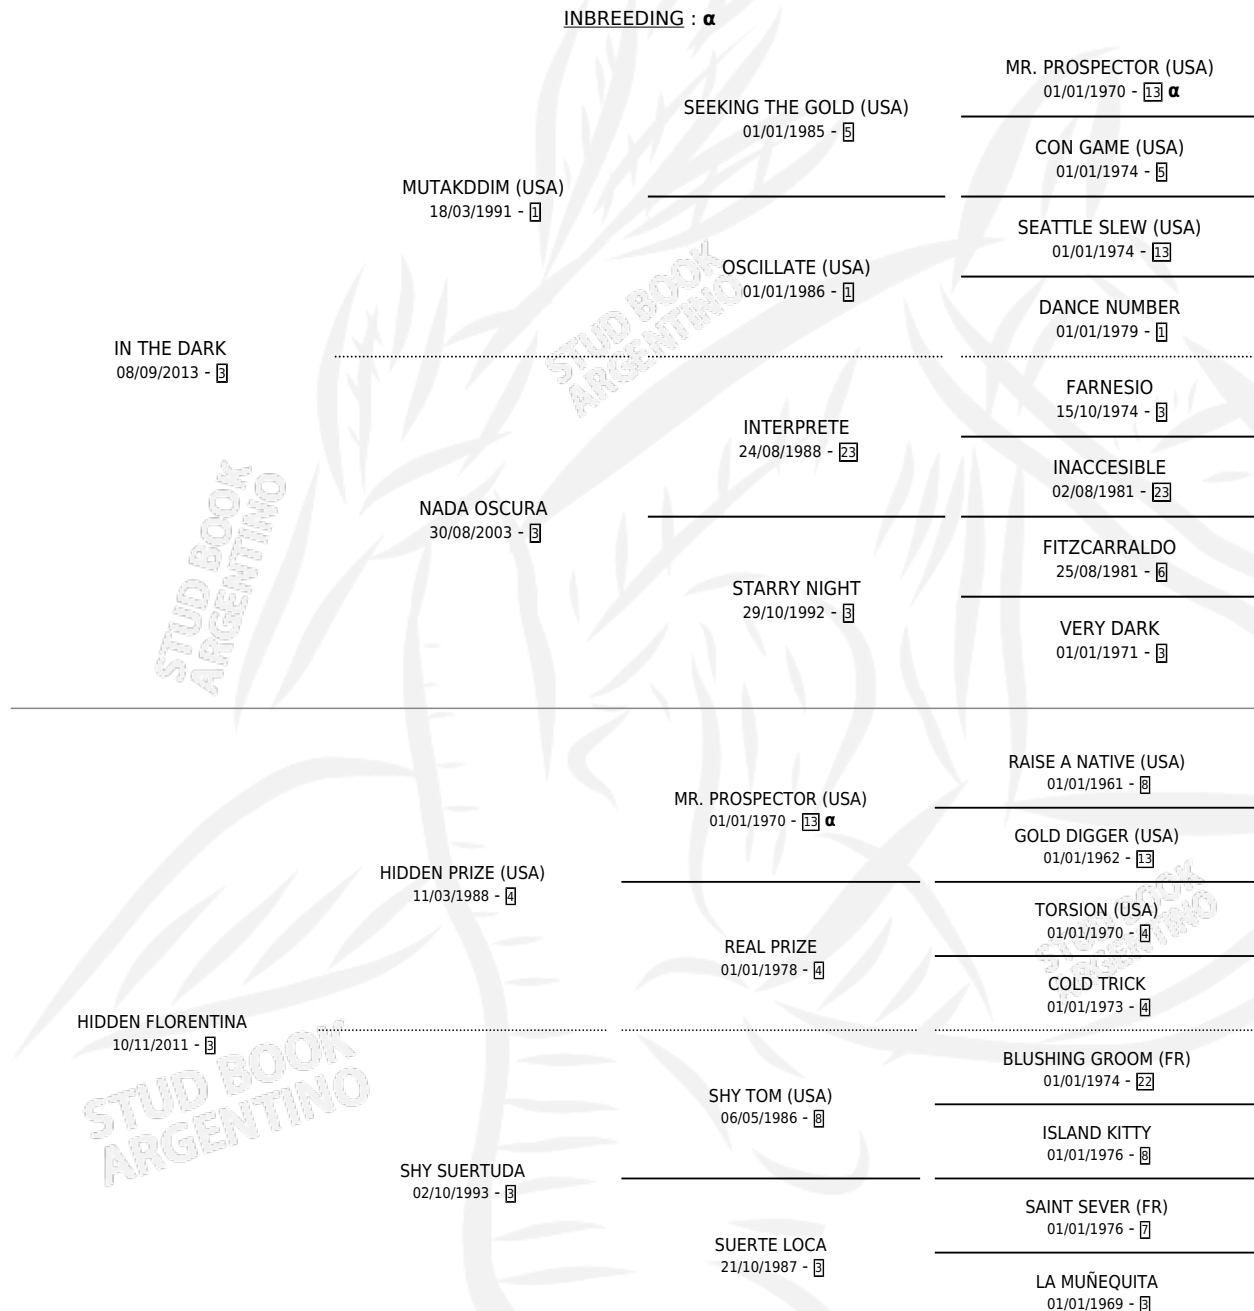 INBREEDING : α
MR. PROSPECTOR (USA)
01/01/1970 - 13 α
SEEKING THE GOLD (USA)
01/01/1985 - 5
CON GAME (USA)
01/01/1974 - 5
MUTAKDDIM (USA)
18/03/1991 - 1
SEATTLE SLEW (USA)
01/01/1974 - 13
OSCILLATE (USA)
01/01/1986 - 1
DANCE NUMBER
01/01/1979 - 1
IN THE DARK
08/09/2013 - 3
FARNESIO
15/10/1974 - 3
INTERPRETE
24/08/1988 - 23
INACCESIBLE
02/08/1981 - 23
NADA OSCURA
30/08/2003 - 3
FITZCARRALDO
25/08/1981 - 6
STARRY NIGHT
29/10/1992 - 3
VERY DARK
01/01/1971 - 3
RAISE A NATIVE (USA)
01/01/1961 - 8
MR. PROSPECTOR (USA)
01/01/1970 - 13 α
GOLD DIGGER (USA)
01/01/1962 - 13
HIDDEN PRIZE (USA)
11/03/1988 - 4
TORSION (USA)
01/01/1970 - 4
REAL PRIZE
01/01/1978 - 4
COLD TRICK
01/01/1973 - 4
HIDDEN FLORENTINA
10/11/2011 - 3
BLUSHING GROOM (FR)
01/01/1974 - 22
SHY TOM (USA)
06/05/1986 - 8
ISLAND KITTY
01/01/1976 - 8
SHY SUERTUDA
02/10/1993 - 3
SAINT SEVER (FR)
01/01/1976 - 7
SUERTE LOCA
21/10/1987 - 3
LA MUÑEQUITA
01/01/1969 - 3
STUD BOOK
ARGENTINO
STUD BOOK
ARGENTINO
STUD BOOK
ARGENTINO
STUD BOOK
ARGENTINO